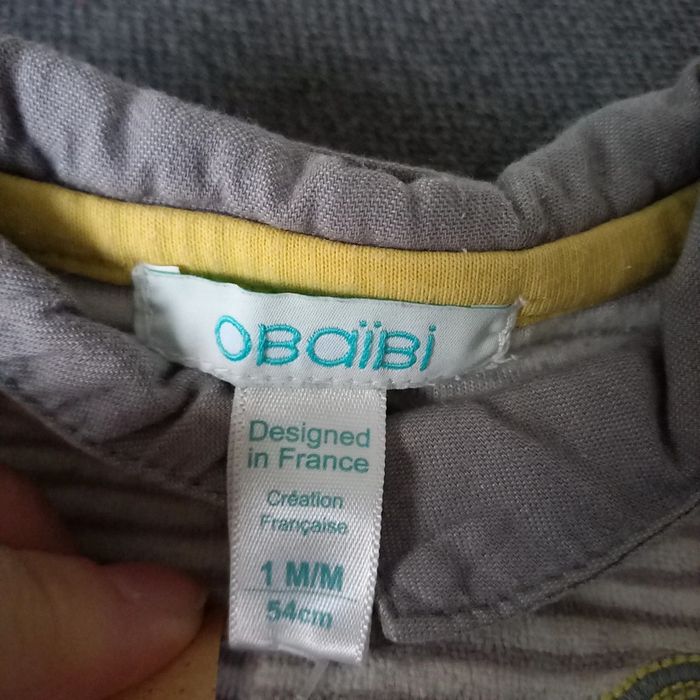 OBaïBi
Designed
in France
Création
Française
1 M/M
54cm